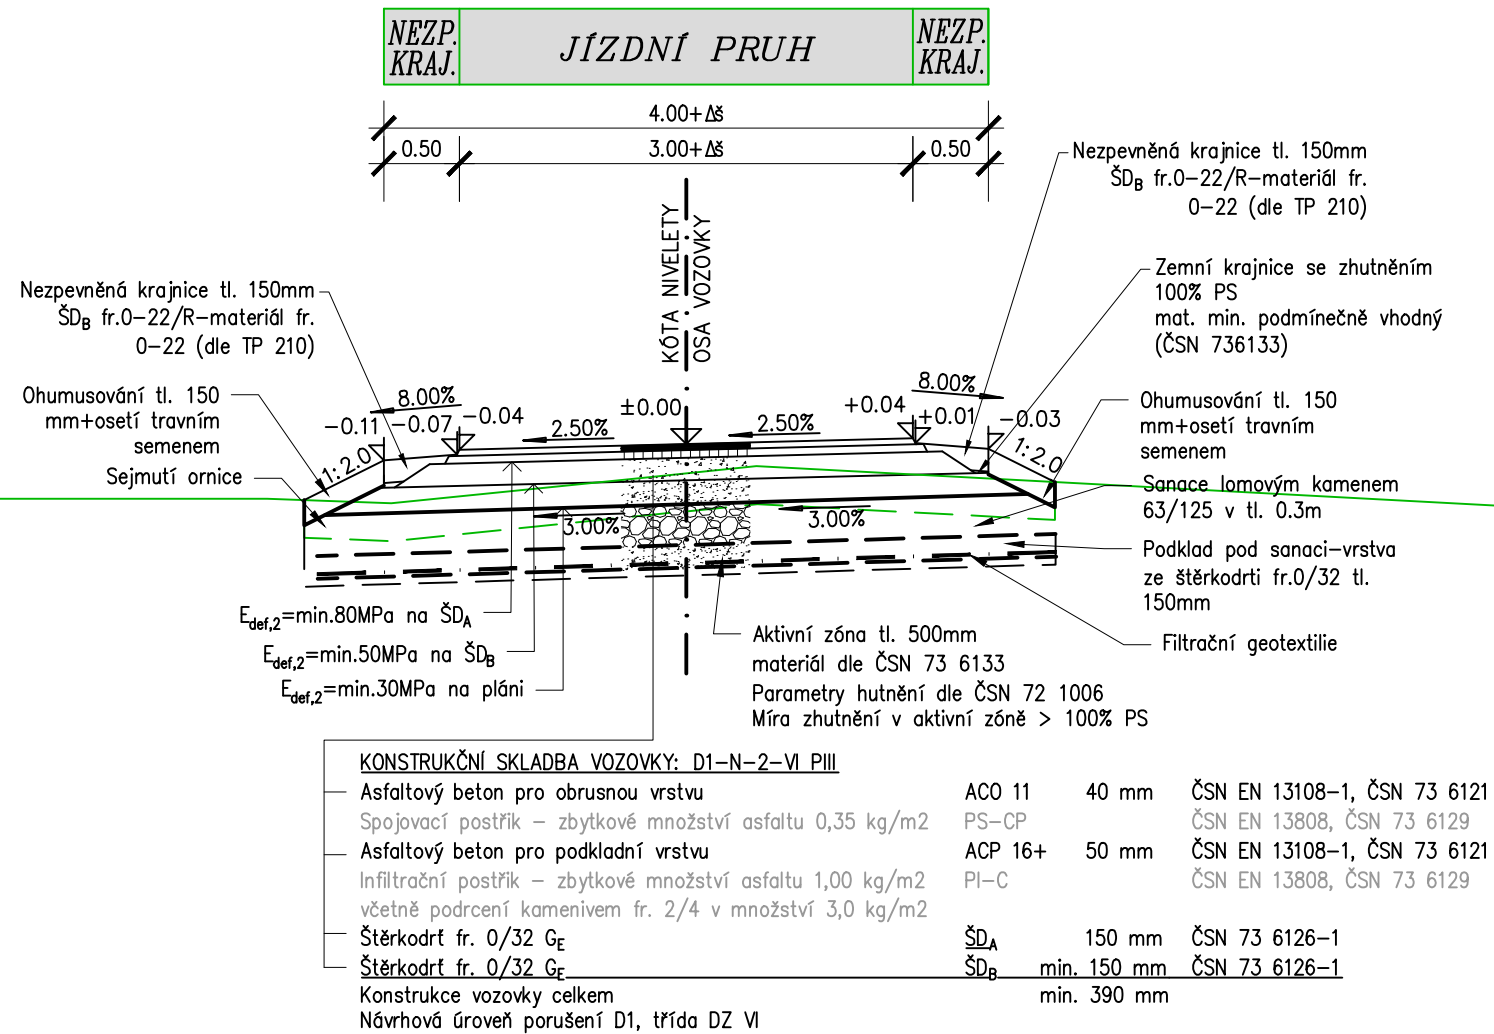 NEZP.
KRAJ.
JÍZDNÍ PRUH
NEZP.
KRAJ.
4.00+Δš
0.50
3.00+Δš
0.50
KÓTA NIVELETY
OSA VOZOVKY
Nezpevněná krajnice tl. 150mm
ŠDB fr.0-22/R-materiál fr.
0-22 (dle TP 210)
Zemní krajnice se zhutněním
100% PS
mat. min. podmínečně vhodný
(ČSN 736133)
Nezpevněná krajnice tl. 150mm
ŠDB fr.0-22/R-materiál fr.
0-22 (dle TP 210)
Ohumusování tl. 150
mm+osetí travním
semenem
Sejmutí ornice
8.00%
-0.11
-0.07
-0.04
±0.00
2.50%
2.50%
+0.04
+0.01
-0.03
8.00%
1:2.0
1:2.0
Ohumusování tl. 150
mm+osetí travním
semenem
Sanace lomovým kamenem
63/125 v tl. 0.3m
3.00%
3.00%
Podklad pod sanaci-vrstva
ze štěrkodrti fr.0/32 tl.
150mm
Filtrační geotextilie
Edef,2=min.80MPa na ŠDA
Edef,2=min.50MPa na ŠDB
Edef,2=min.30MPa na pláni
Aktivní zóna tl. 500mm
materiál dle ČSN 73 6133
Parametry hutnění dle ČSN 72 1006
Míra zhutnění v aktivní zóně > 100% PS
KONSTRUKČNÍ SKLADBA VOZOVKY: D1-N-2-VI PIII
Asfaltový beton pro obrusnou vrstvu ACO 11 40 mm ČSN EN 13108-1, ČSN 73 6121
Spojovací postřik - zbytkové množství asfaltu 0,35 kg/m2 PS-CP ČSN EN 13808, ČSN 73 6129
Asfaltový beton pro podkladní vrstvu ACP 16+ 50 mm ČSN EN 13108-1, ČSN 73 6121
Infiltrační postřik - zbytkové množství asfaltu 1,00 kg/m2 PI-C ČSN EN 13808, ČSN 73 6129
včetně podrcení kamenivem fr. 2/4 v množství 3,0 kg/m2
Štěrkodrť fr. 0/32 GE ŠDA 150 mm ČSN 73 6126-1
Štěrkodrť fr. 0/32 GE ŠDB min. 150 mm ČSN 73 6126-1
Konstrukce vozovky celkem min. 390 mm
Návrhová úroveň porušení D1, třída DZ VI